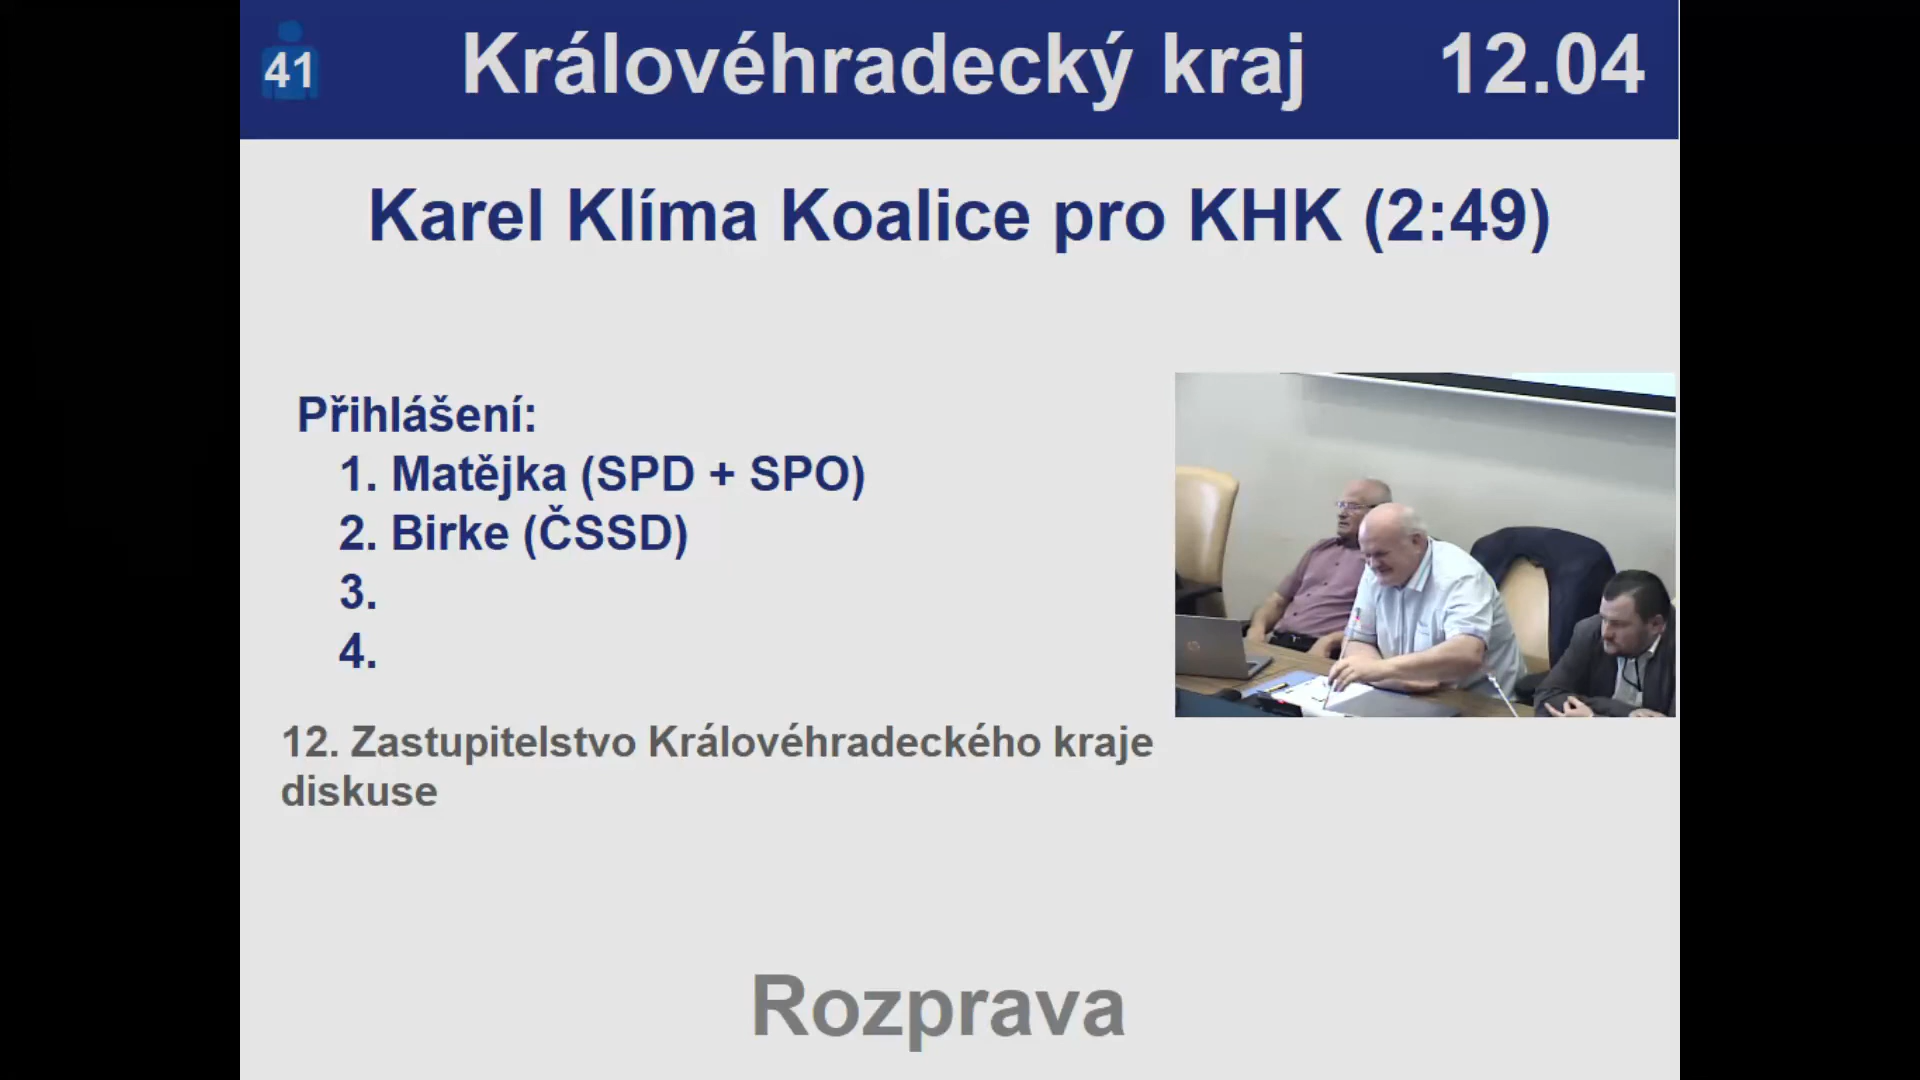 41
Královéhradecký kraj
12.04
Karel Klíma Koalice pro KHK (2:49)
Přihlášení:
1. Matějka (SPD + SPO)
2. Birke (ČSSD)
3.
4.
12. Zastupitelstvo Královéhradeckého kraje
diskuse
Rozprava